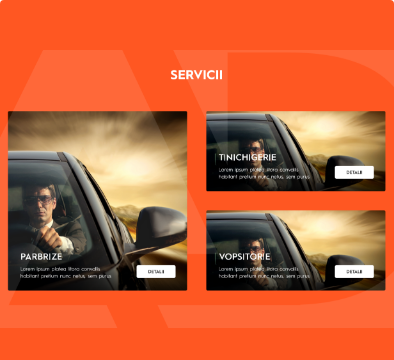 SERVICII
PARBRIZE
Lorem ipsum platea litora convallis
habitant pretium nunc netus, sem purus
DETALII
TINICHIGERIE
Lorem ipsum platea litora convallis
habitant pretium nunc netus, sem purus
DETALII
VOPSITORIE
Lorem ipsum platea litora convallis
habitant pretium nunc netus, sem purus
DETALII